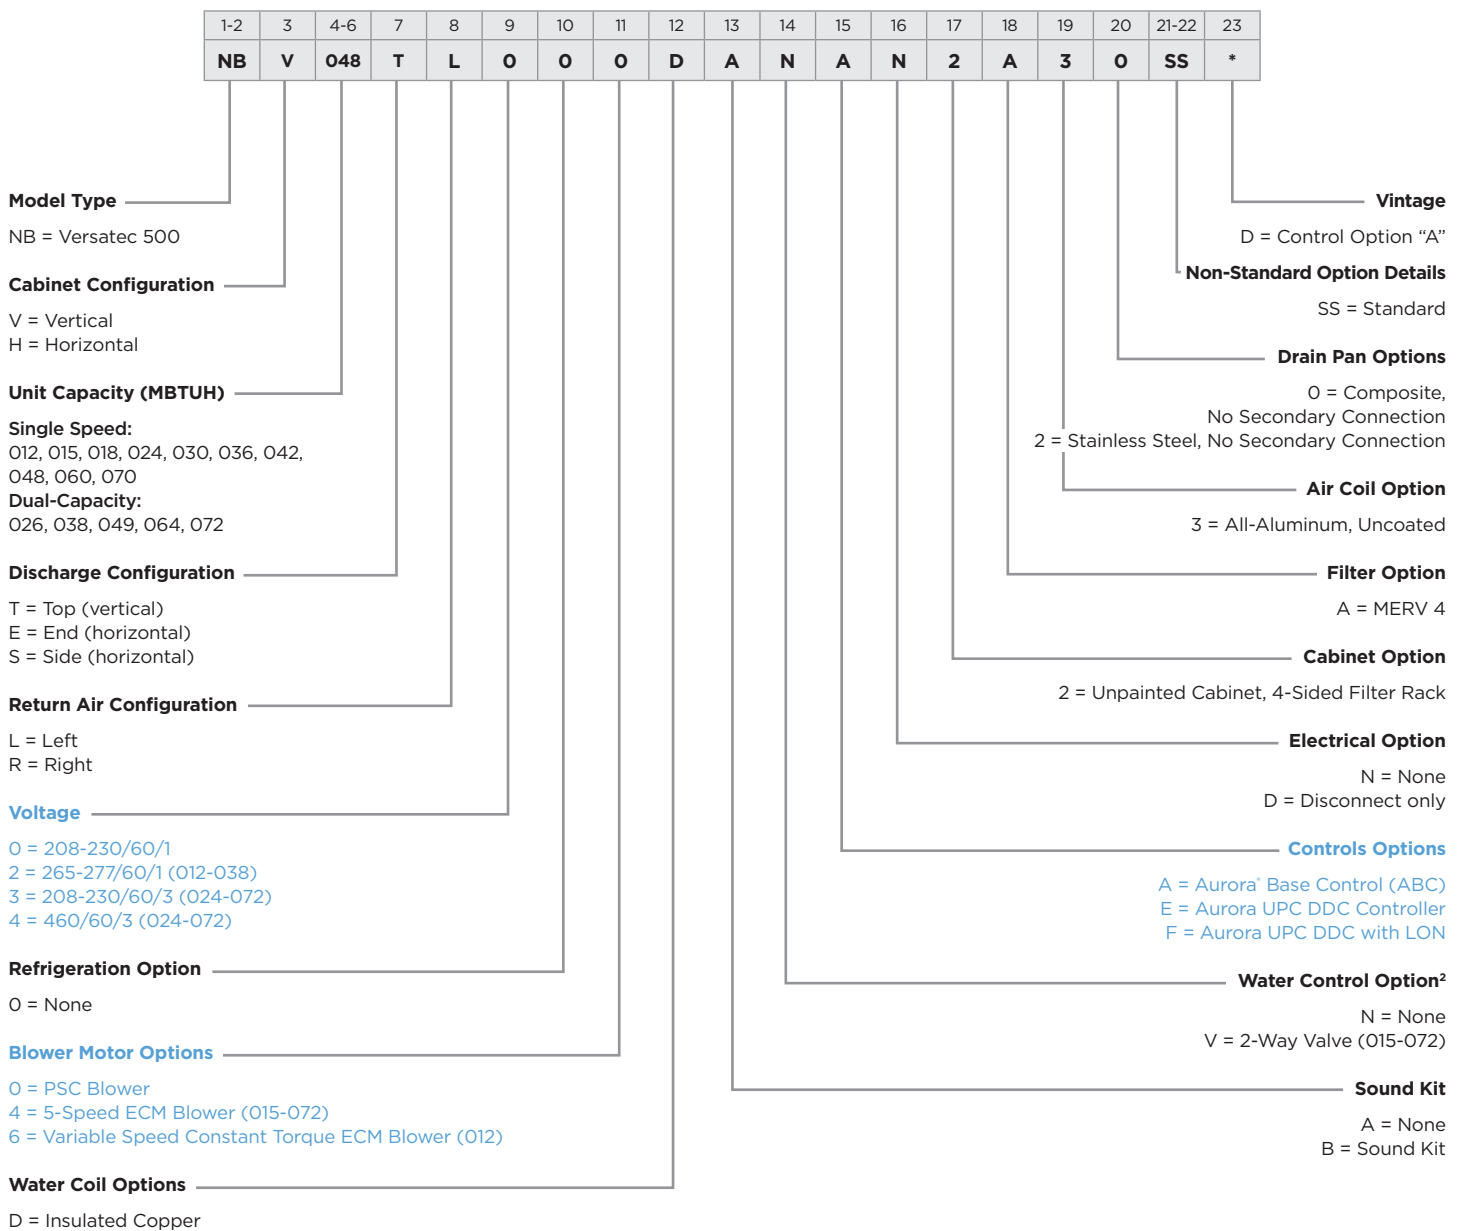 1-2 3 4-6 7 8 9 10 11 12 13 14 15 16 17 18 19 20 21-22 23
NB V 048 T L 0 0 0 D A N A N 2 A 3 0 SS *
Model Type
NB = Versatec 500
Cabinet Configuration
V = Vertical
H = Horizontal
Unit Capacity (MBTUH)
Single Speed:
012, 015, 018, 024, 030, 036, 042,
048, 060, 070
Dual-Capacity:
026, 038, 049, 064, 072
Discharge Configuration
T = Top (vertical)
E = End (horizontal)
S = Side (horizontal)
Return Air Configuration
L = Left
R = Right
Voltage
0 = 208-230/60/1
2 = 265-277/60/1 (012-038)
3 = 208-230/60/3 (024-072)
4 = 460/60/3 (024-072)
Refrigeration Option
0 = None
Blower Motor Options
0 = PSC Blower
4 = 5-Speed ECM Blower (015-072)
6 = Variable Speed Constant Torque ECM Blower (012)
Water Coil Options
D = Insulated Copper
Vintage
D = Control Option “A”
Non-Standard Option Details
SS = Standard
Drain Pan Options
0 = Composite,
No Secondary Connection
2 = Stainless Steel, No Secondary Connection
Air Coil Option
3 = All-Aluminum, Uncoated
Filter Option
A = MERV 4
Cabinet Option
2 = Unpainted Cabinet, 4-Sided Filter Rack
Electrical Option
N = None
D = Disconnect only
Controls Options
A = Aurora® Base Control (ABC)
E = Aurora UPC DDC Controller
F = Aurora UPC DDC with LON
Water Control Option²
N = None
V = 2-Way Valve (015-072)
Sound Kit
A = None
B = Sound Kit